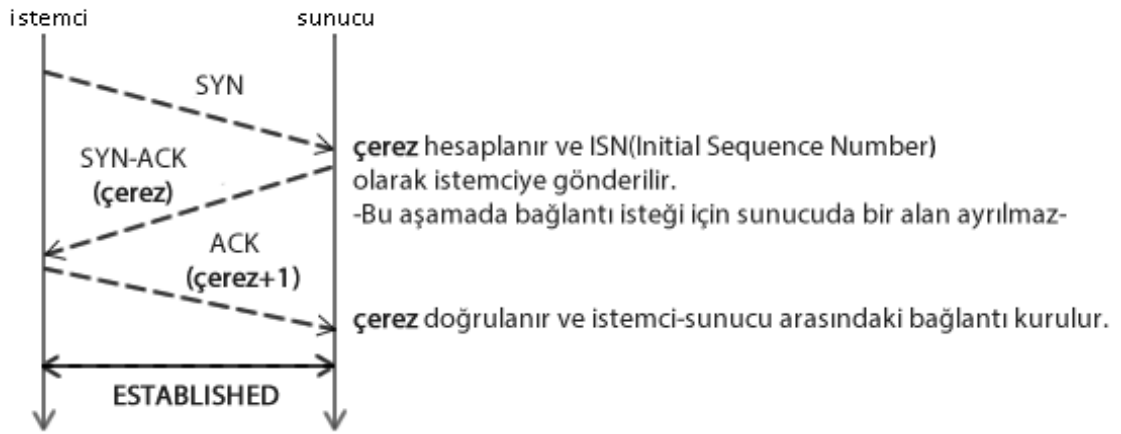 istemci
sunucu
SYN
çerez hesaplanır ve ISN(Initial Sequence Number)
olarak istemciye gönderilir.
-Bu aşamada bağlantı isteği için sunucuda bir alan ayrılmaz-
SYN-ACK
(çerez)
ACK
(çerez+1)
çerez doğrulanır ve istemci-sunucu arasındaki bağlantı kurulur.
ESTABLISHED